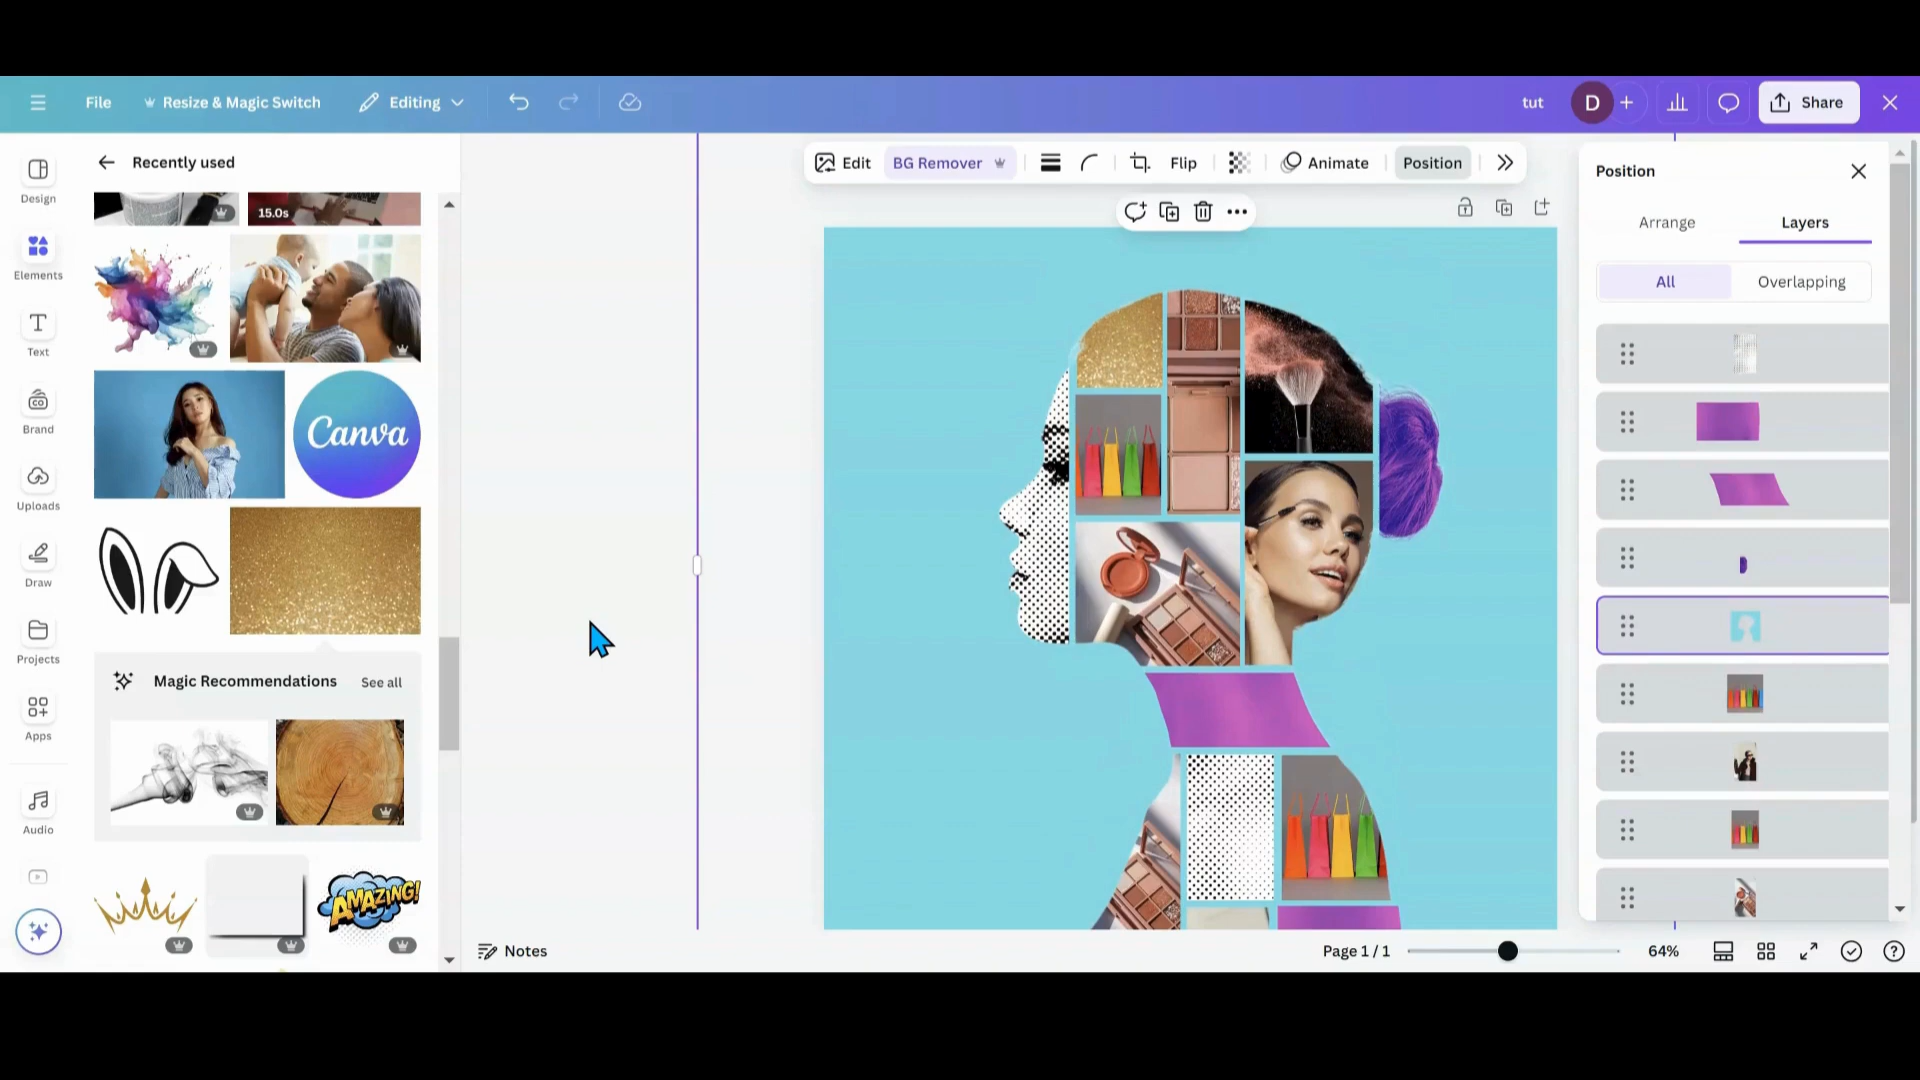 File
Resize & Magic Switch
Editing
tut
D
Share
Design
Elements
Text
Brand
Uploads
Draw
Projects
Apps
Audio
Recently used
15.0s
Canva
Magic Recommendations
See all
AMAZING!
Edit
BG Remover
Flip
Animate
Position
Position
Arrange
Layers
All
Overlapping
Notes
Page 1 / 1
64%